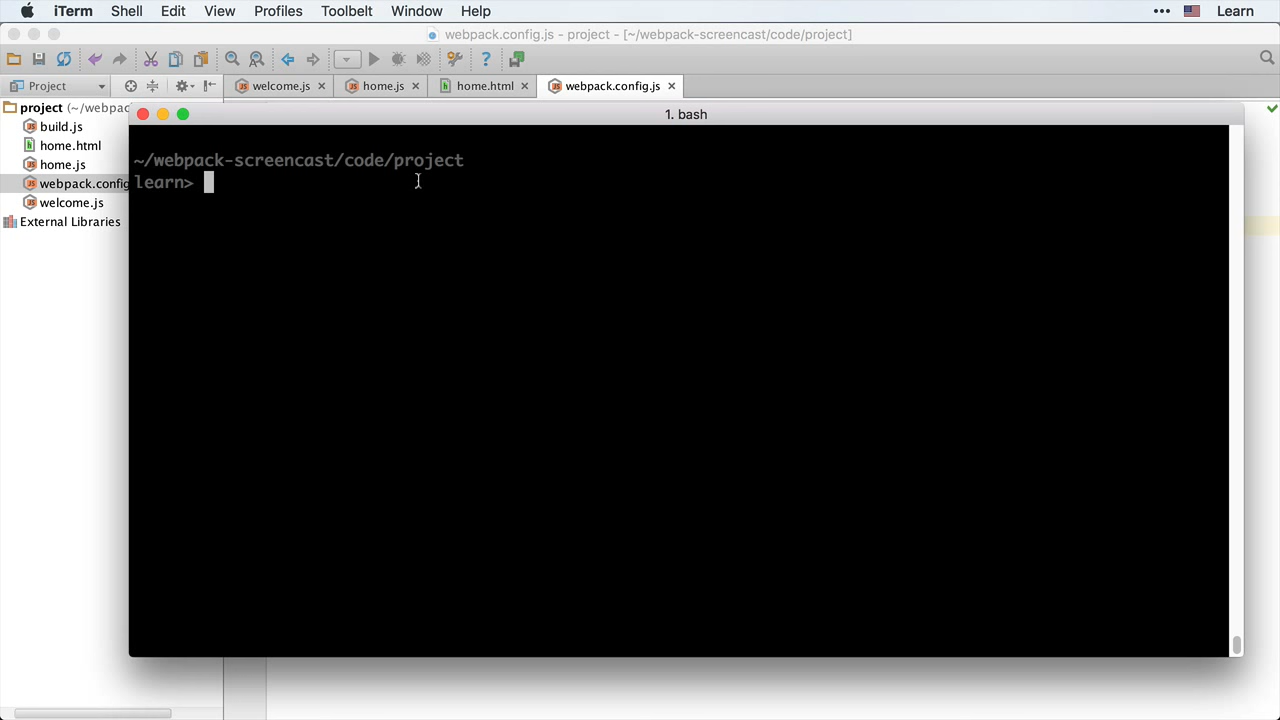 iTerm Shell Edit View Profiles Toolbelt Window Help Learn
webpack.config.js - project - [~/webpack-screencast/code/project]
Project welcome.js home.js home.html webpack.config.js
project (~/webpac
1. bash
build.js
home.html
home.js
webpack.config
welcome.js
External Libraries
~/webpack-screencast/code/project
learn>